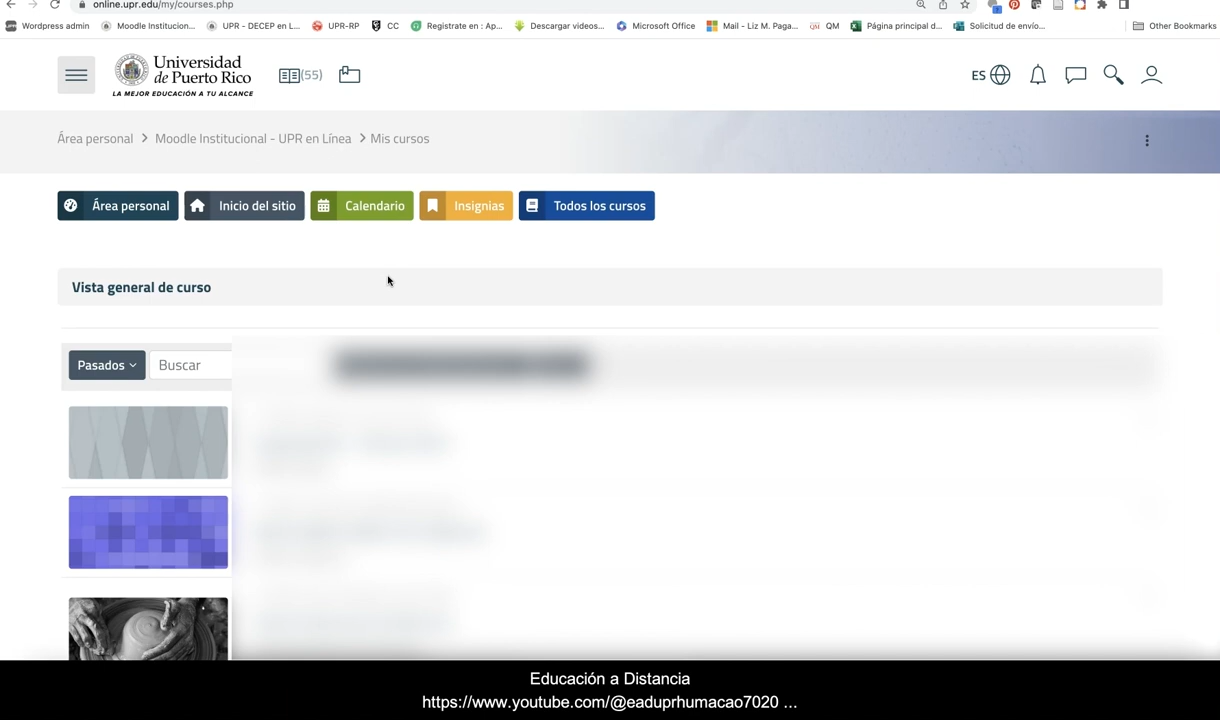 online.upr.edu/my/courses.php
Wordpress admin Moodle Institucion... UPR - DECEP en L... UPR-RP CC Registrate en : Ap... Descargar videos... Microsoft Office Mail - Liz M. Paga... QM Página principal d... Solicitud de envío... Other Bookmarks
Universidad
de Puerto Rico
LA MEJOR EDUCACIÓN A TU ALCANCE
(55)
ES
Área personal > Moodle Institucional - UPR en Línea > Mis cursos
Área personal Inicio del sitio Calendario Insignias Todos los cursos
Vista general de curso
Pasados Buscar
Educación a Distancia
https://www.youtube.com/@eaduprhumacao7020 ...